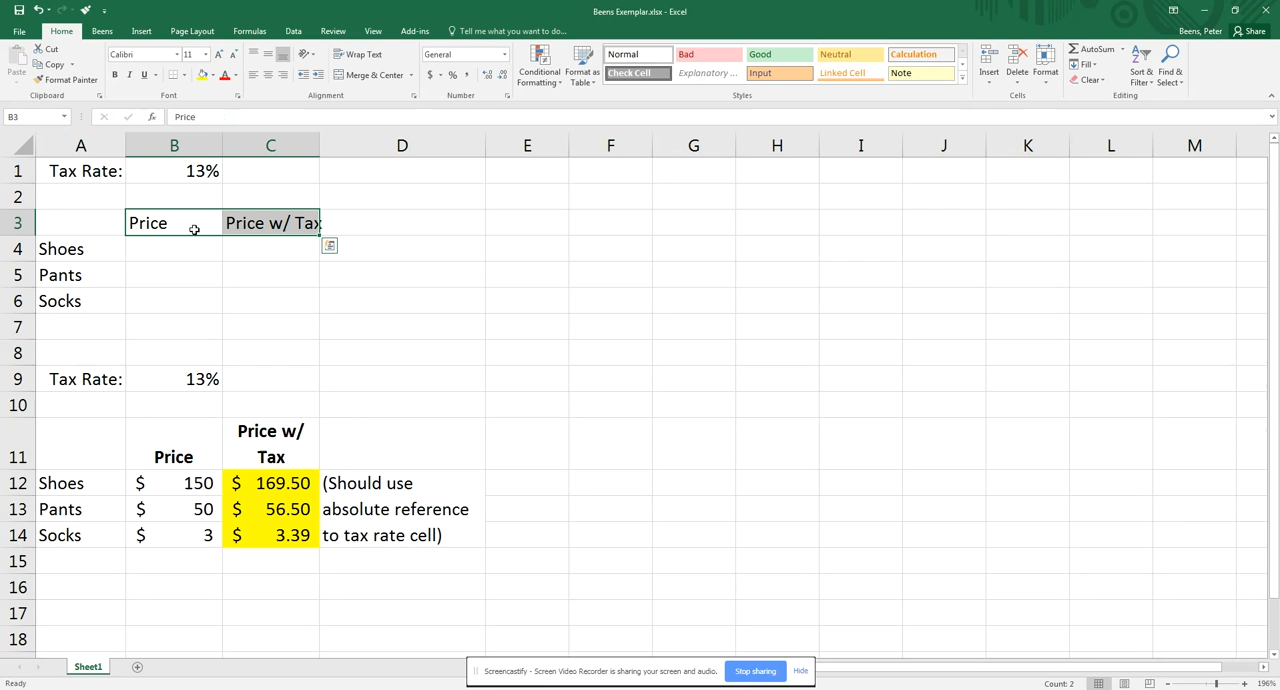 Beens Exemplar.xlsx - Excel
File Home Beens Insert Page Layout Formulas Data Review View Add-ins Tell me what you want to do... Beens, Peter Share
Paste
Cut
Copy
Format Painter
Clipboard
Calibri 11
B I U
Font
Wrap Text
Merge & Center
Alignment
General
$ % ,
Number
Conditional Formatting
Format as Table
Normal Bad Good Neutral Calculation
Check Cell Explanatory ... Input Linked Cell Note
Styles
Insert Delete Format
Cells
AutoSum
Fill
Clear
Sort & Filter
Find & Select
Editing
B3 fx Price
A B C D E F G H I J K L M
1 Tax Rate: 13%
2
3 Price Price w/ Tax
4 Shoes
5 Pants
6 Socks
7
8
9 Tax Rate: 13%
10
11 Price Price w/ Tax
12 Shoes $ 150 $ 169.50 (Should use
13 Pants $ 50 $ 56.50 absolute reference
14 Socks $ 3 $ 3.39 to tax rate cell)
15
16
17
18
Sheet1
Screencastify - Screen Video Recorder is sharing your screen and audio. Stop sharing Hide
Ready Count: 2 196%